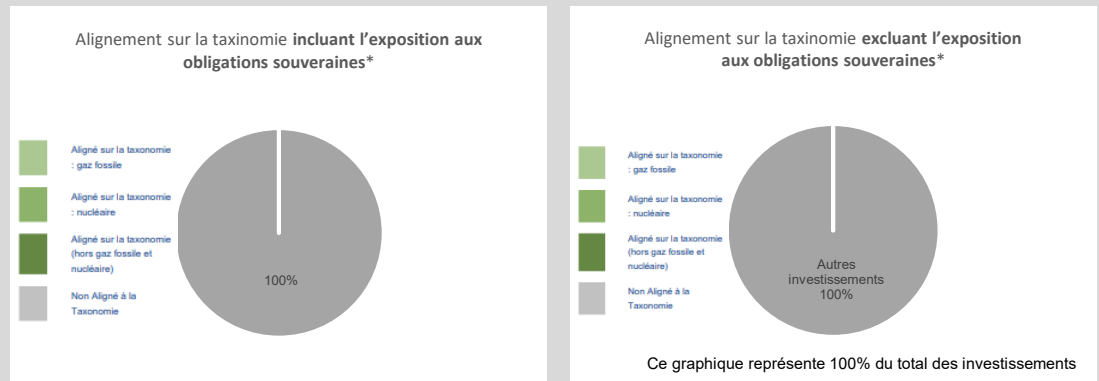 Alignement sur la taxinomie incluant l'exposition aux
obligations souveraines*
Aligné sur la taxonomie
: gaz fossile
Aligné sur la taxonomie
: nucléaire
Aligné sur la taxonomie
(hors gaz fossile et
nucléaire)
Non Aligné à la
Taxonomie
100%
Alignement sur la taxinomie excluant l'exposition
aux obligations souveraines*
Aligné sur la taxonomie
: gaz fossile
Aligné sur la taxonomie
: nucléaire
Aligné sur la taxonomie
(hors gaz fossile et
nucléaire)
Non Aligné à la
Taxonomie
Autres
investissements
100%
Ce graphique représente 100% du total des investissements